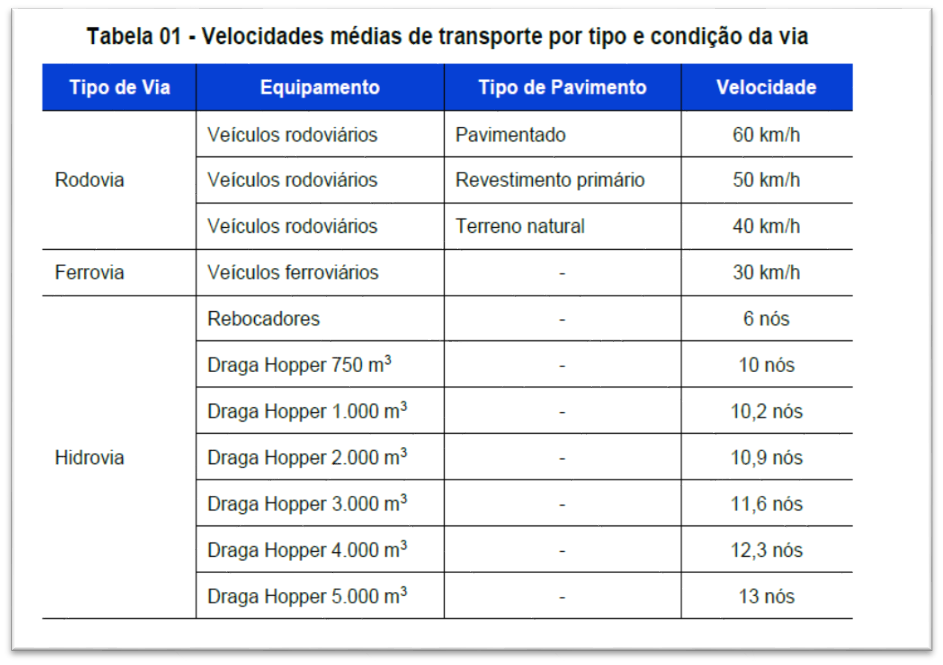 Tabela 01 - Velocidades médias de transporte por tipo e condição da via
Tipo de Via Equipamento Tipo de Pavimento Velocidade
Rodovia Veículos rodoviários Pavimentado 60 km/h
Veículos rodoviários Revestimento primário 50 km/h
Veículos rodoviários Terreno natural 40 km/h
Ferrovia Veículos ferroviários - 30 km/h
Hidrovia Rebocadores - 6 nós
Draga Hopper 750 m³ - 10 nós
Draga Hopper 1.000 m³ - 10,2 nós
Draga Hopper 2.000 m³ - 10,9 nós
Draga Hopper 3.000 m³ - 11,6 nós
Draga Hopper 4.000 m³ - 12,3 nós
Draga Hopper 5.000 m³ - 13 nós